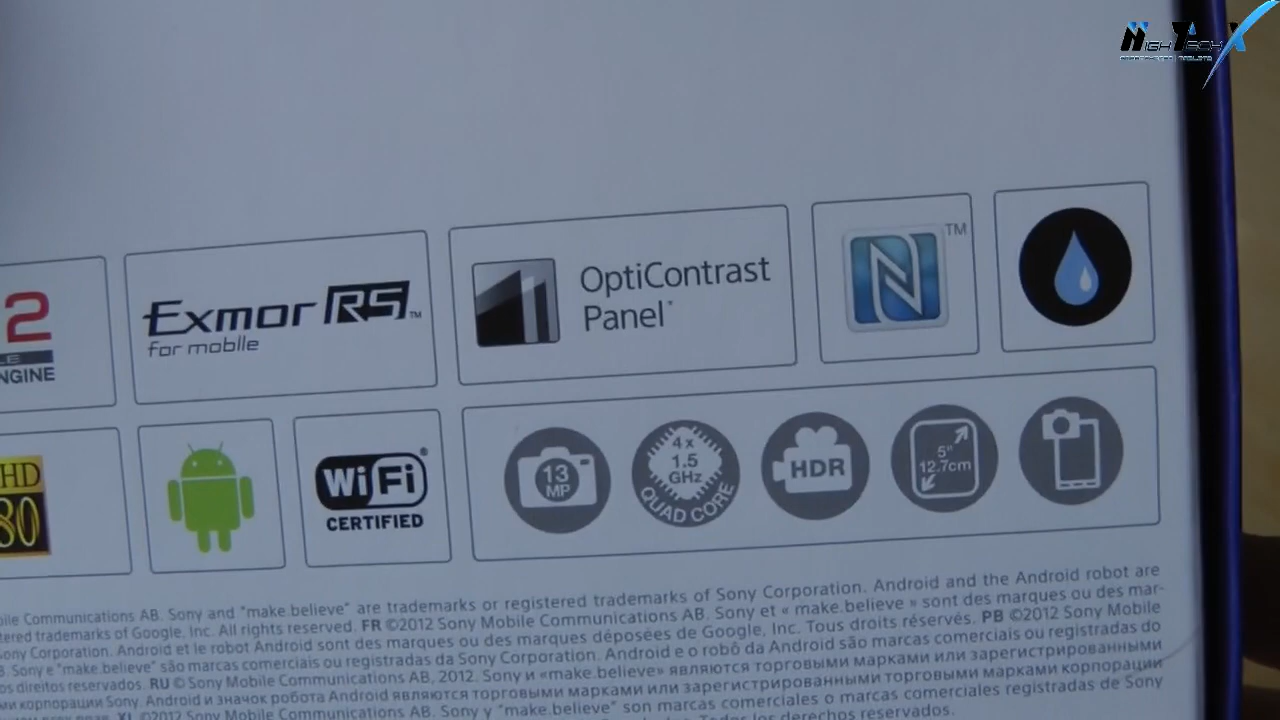 High Tech X
2
Exmor RS™
for mobile
OptiContrast
Panel*
TM
NGINE
HD
80
WiFi®
CERTIFIED
13
MP
4x
1.5
GHz
QUAD CORE
HDR
5"
12.7cm
Communications AB. Sony and "make.believe" are trademarks or registered trademarks of Sony Corporation. Android and the Android robot are
trademarks of Google, Inc. All rights reserved. FR ©2012 Sony Mobile Communications AB. Sony et « make.believe » sont des marques ou des mar-
Sony Corporation. Android et le robot Android sont des marques ou des marques déposées de Google, Inc. Tous droits réservés. PB ©2012 Sony Mobile
Sony e "make.believe" são marcas comerciais ou registradas da Sony Corporation. Android e o robô da Android são marcas comerciais ou registradas do
os direitos reservados. RU © Sony Mobile Communications AB, 2012. Sony и «make.believe» являются торговыми марками или зарегистрированными
ми корпорации Sony. Android и значок робота Android являются торговыми марками или зарегистрированными торговыми марками корпорации
XL ©2012 Sony Mobile Communications AB. Sony y "make.believe" son marcas comerciales o marcas comerciales registradas de Sony
Todos los derechos reservados.